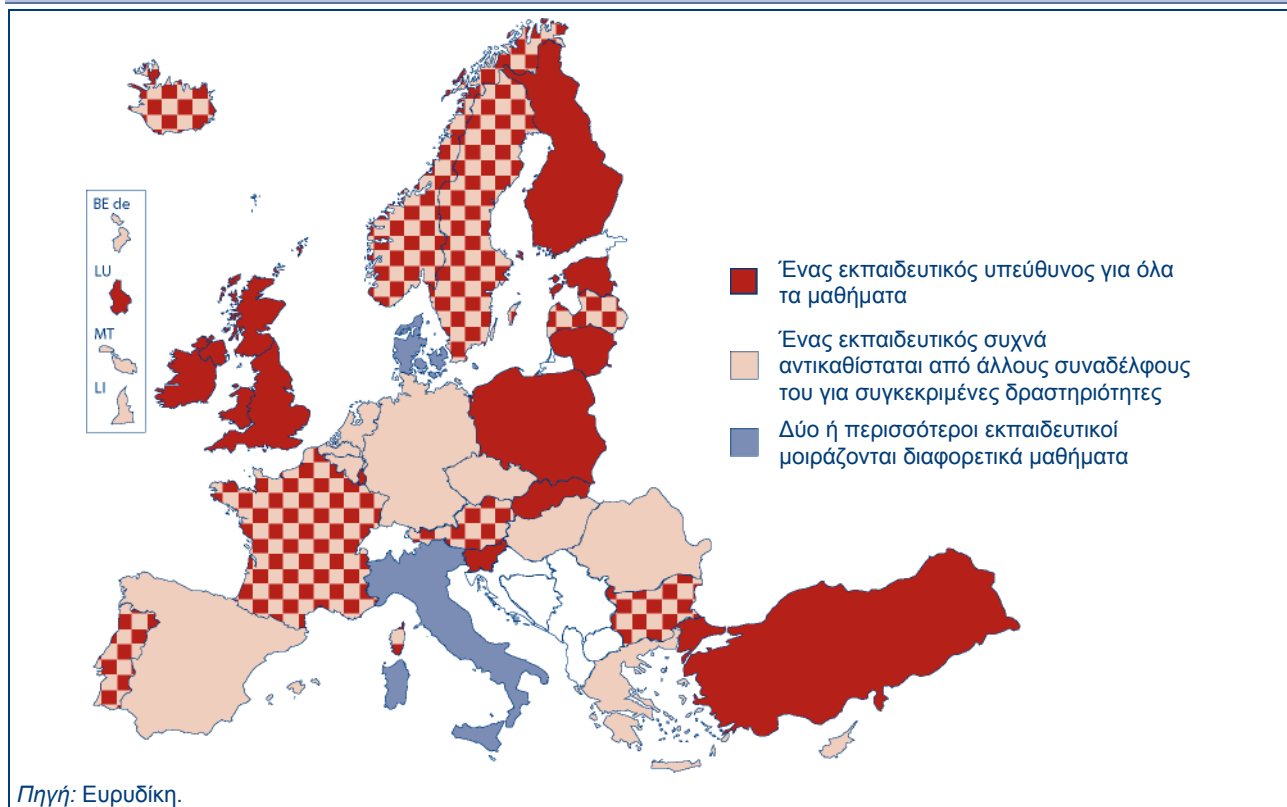 BE de
LU
MT
LI
Ένας εκπαιδευτικός υπεύθυνος για όλα
τα μαθήματα
Ένας εκπαιδευτικός συχνά
αντικαθίσταται από άλλους συναδέλφους
του για συγκεκριμένες δραστηριότητες
Δύο ή περισσότεροι εκπαιδευτικοί
μοιράζονται διαφορετικά μαθήματα
Πηγή: Ευρυδίκη.